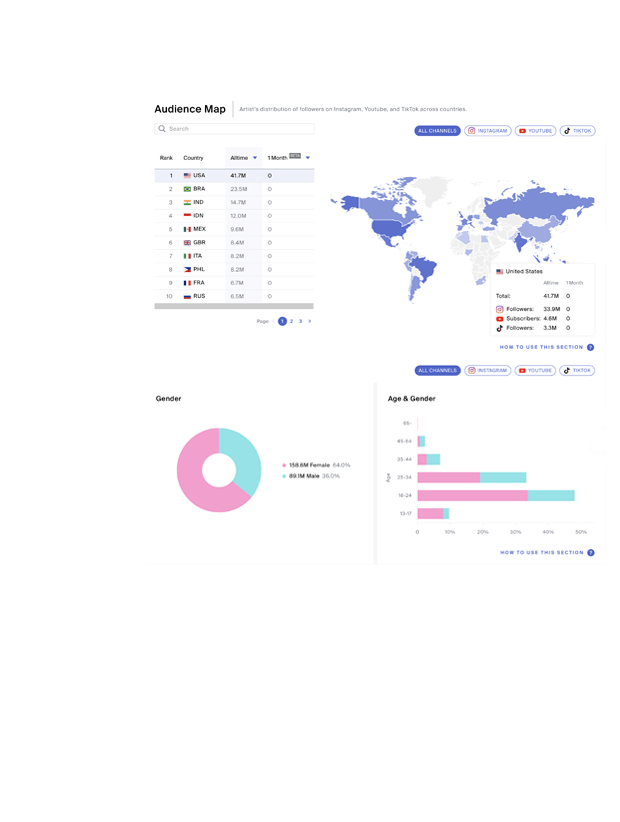 Audience Map
Artist's distribution of followers on Instagram, Youtube, and TikTok across countries.
Search
ALL CHANNELS INSTAGRAM YOUTUBE TIKTOK
Rank Country Alltime 1 Month BETA
1 USA 41.7M 0
2 BRA 23.5M 0
3 IND 14.7M 0
4 IDN 12.0M 0
5 MEX 9.6M 0
6 GBR 8.4M 0
7 ITA 8.2M 0
8 PHL 8.2M 0
9 FRA 6.7M 0
10 RUS 6.5M 0
Page < 1 2 3 >
United States
Alltime 1 Month
Total: 41.7M 0
Followers: 33.9M 0
Subscribers: 4.6M 0
Followers: 3.3M 0
HOW TO USE THIS SECTION ?
ALL CHANNELS INSTAGRAM YOUTUBE TIKTOK
Gender
158.6M Female 64.0%
89.1M Male 36.0%
Age & Gender
Age
65-
45-64
35-44
25-34
18-24
13-17
0 10% 20% 30% 40% 50%
HOW TO USE THIS SECTION ?